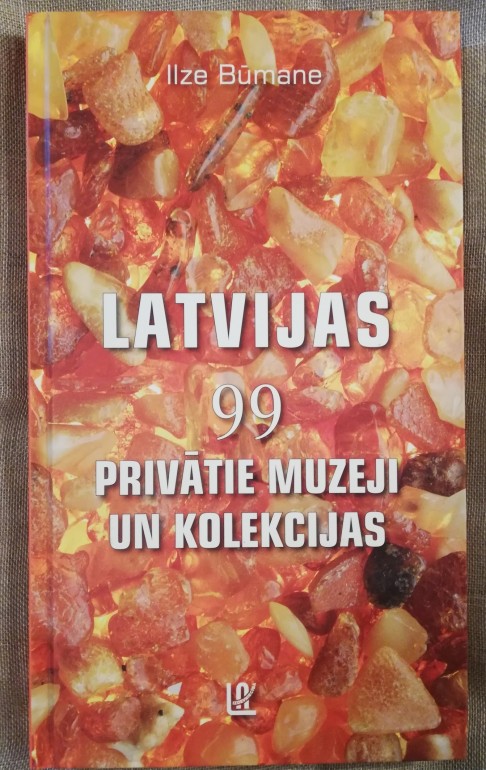 Ilze Būmane
LATVIJAS
99
PRIVĀTIE MUZEJI
UN KOLEKCIJAS